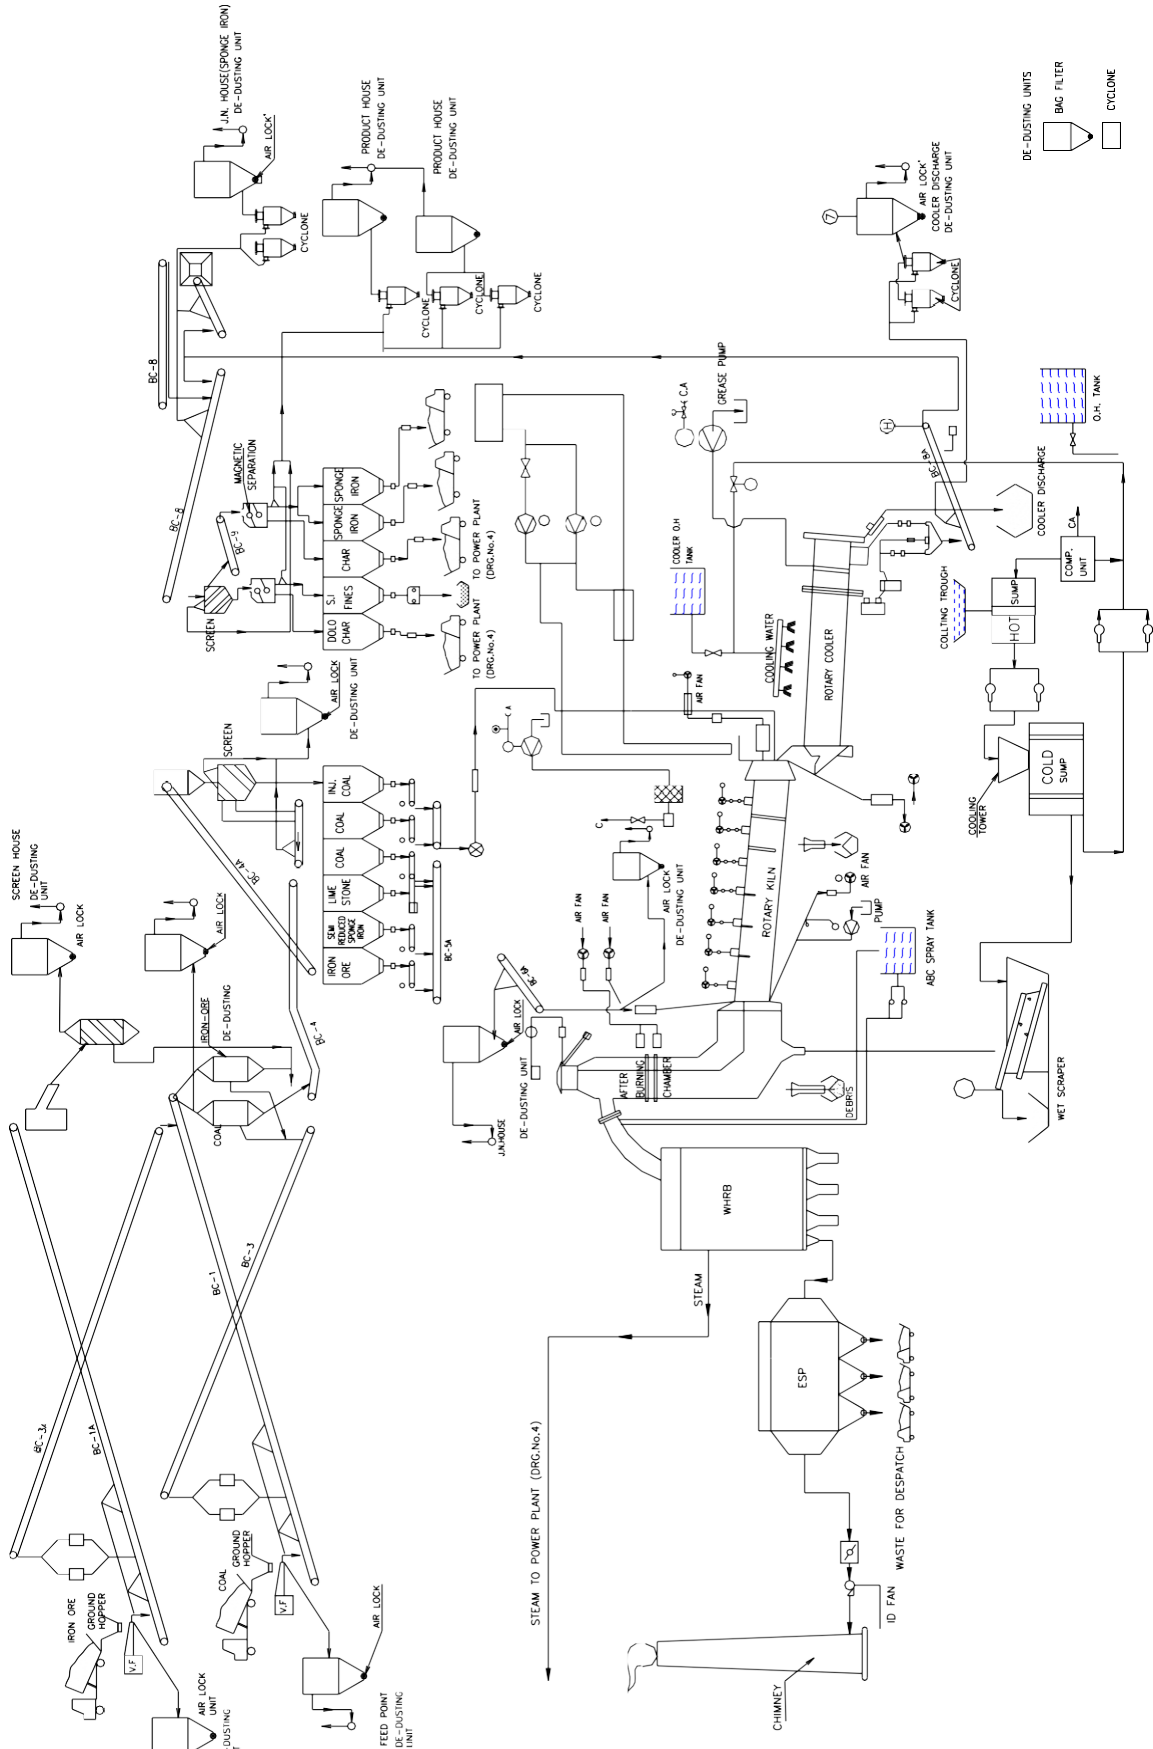 J.N. HOUSE(SPONGE IRON)
DE-DUSTING UNIT
AIR LOCK'
CYCLONE
PRODUCT HOUSE
DE-DUSTING UNIT
PRODUCT HOUSE
DE-DUSTING UNIT
CYCLONE
CYCLONE
CYCLONE
7
AIR LOCK'
COOLER DISCHARGE
DE-DUSTING UNIT
CYCLONE
DE-DUSTING UNITS
BAG FILTER
CYCLONE
BC-8
BC-8
MAGNETIC
SEPARATION
BC-9
SCREEN
SPONGE
IRON
SPONGE
IRON
CHAR
S.I
FINES
DOLO
CHAR
TO POWER PLANT
(DRG.No.4)
TO POWER PLANT
(DRG.No.4)
C.A
GREASE PUMP
H
BC-8A
O.H. TANK
COOLER DISCHARGE
CA
COMP.
UNIT
COLLTING TROUGH
HOT
SUMP
COOLER O.H
TANK
COOLING WATER
AIR FAN
ROTARY COOLER
COLD
SUMP
COOLING
TOWER
AIR LOCK
DE-DUSTING UNIT
SCREEN
BC-4A
INJ.
COAL
COAL
COAL
LIME
STONE
SEMI
REDUCED
SPONGE
IRON
IRON
ORE
BC-5A
CA
C
SCREEN HOUSE
DE-DUSTING
UNIT
AIR LOCK
AIR LOCK
IRON-ORE
DE-DUSTING
COAL
BC-A
AIR FAN
AIR FAN
AIR LOCK
DE-DUSTING UNIT
ROTARY KILN
AIR FAN
PUMP
ABC SPRAY TANK
BC-6A
AIR LOCK
DE-DUSTING UNIT
J.N.HOUSE
AFTER
BURNING
CHAMBER
DEBRIS
WET SCRAPER
WHRB
STEAM
STEAM TO POWER PLANT (DRG.No.4)
ESP
WASTE FOR DESPATCH
ID FAN
CHIMNEY
BC-1A
BC-1
BC-3
IRON ORE
GROUND
HOPPER
V.F
COAL
GROUND
HOPPER
V.F
AIR LOCK
AIR LOCK
UNIT
FEED POINT
DE-DUSTING
UNIT